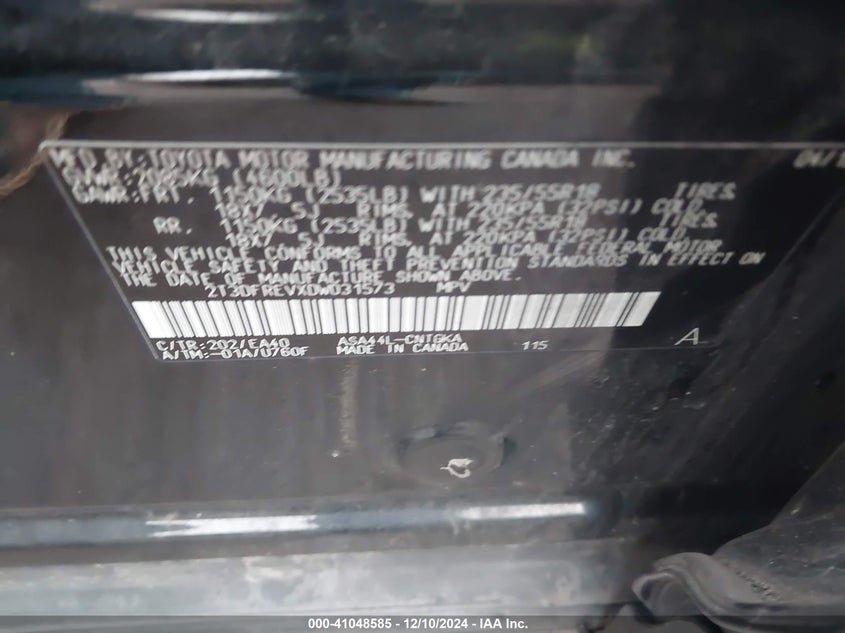 MFD. BY: TOYOTA MOTOR MANUFACTURING CANADA INC. 04/1
GVWR: 2085KG (4600LB)
GAWR: FRT. 1150KG (2535LB) WITH 235/55R18 TIRES
18X7.5J RIMS, AT 220KPA (32PSI) COLD
RR. 1150KG (2535LB) WITH 235/55R18 TIRES
18X7.5J RIMS, AT 220KPA (32PSI) COLD
THIS VEHICLE CONFORMS TO ALL APPLICABLE FEDERAL MOTOR
VEHICLE SAFETY AND THEFT PREVENTION STANDARDS IN EFFECT
ON THE DATE OF MANUFACTURE SHOWN ABOVE.
2T3DFREVXDW031573 MPV
C/TR: 202/EA40 ASA44L-CNTGKA
A/TM: -01A/U760F MADE IN CANADA 115 A
000-41048585 - 12/10/2024 - IAA Inc.